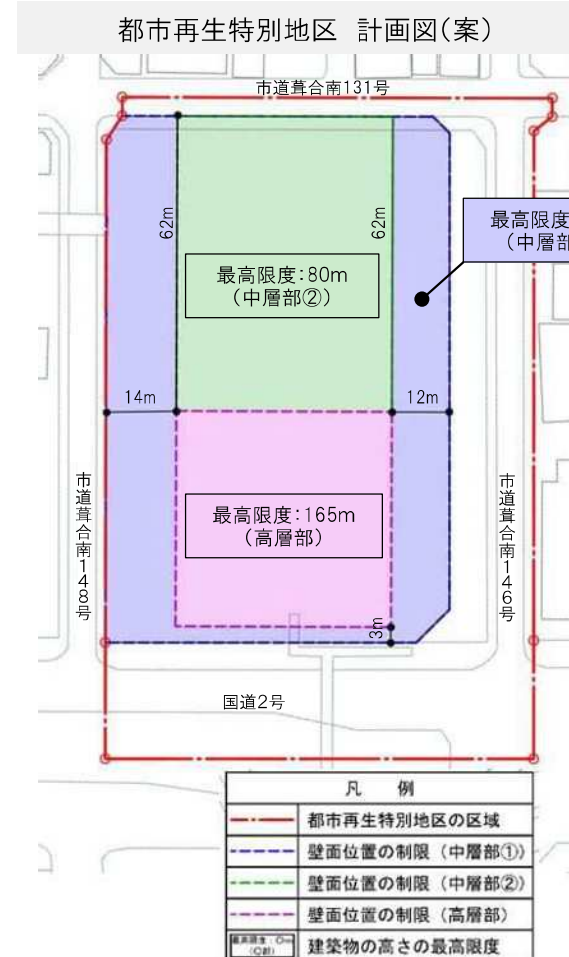 都市再生特別地区 計画図(案)
市道葺合南131号
62m
62m
最高限度
(中層部
最高限度:80m
(中層部②)
14m
12m
市道葺合南148号
市道葺合南146号
最高限度:165m
(高層部)
3m
国道2号
凡 例
都市再生特別地区の区域
壁面位置の制限(中層部①)
壁面位置の制限(中層部②)
壁面位置の制限(高層部)
建築物の高さの最高限度